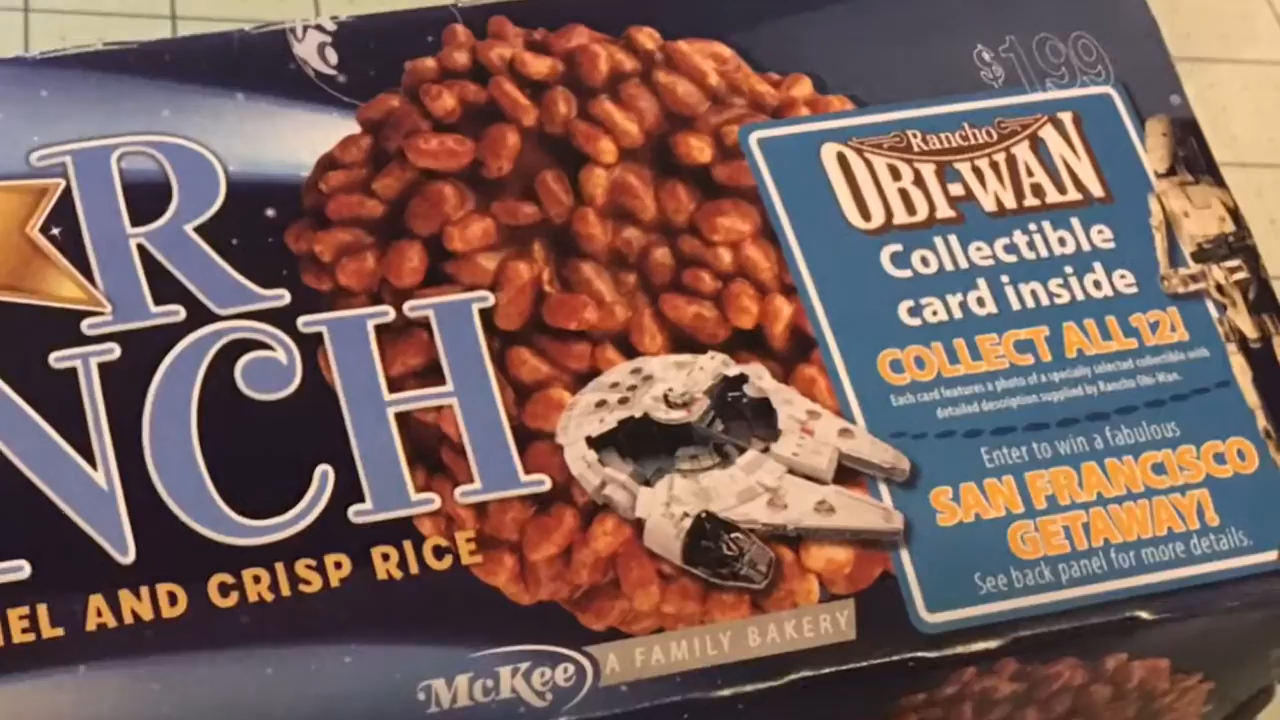 $1.99
R
NCH
EL AND CRISP RICE
McKee
A FAMILY BAKERY
Rancho
OBI-WAN
Collectible
card inside
COLLECT ALL 12!
Each card features a photo of a specially selected collectible with
detailed description supplied by Rancho Obi-Wan.
Enter to win a fabulous
SAN FRANCISCO
GETAWAY!
See back panel for more details.